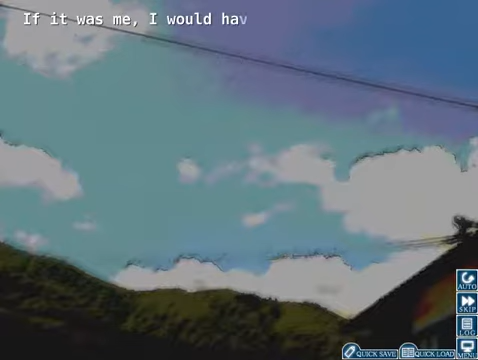 If it was me, I would hav
AUTO
SKIP
LOG
QUICK SAVE
QUICK LOAD
MENU